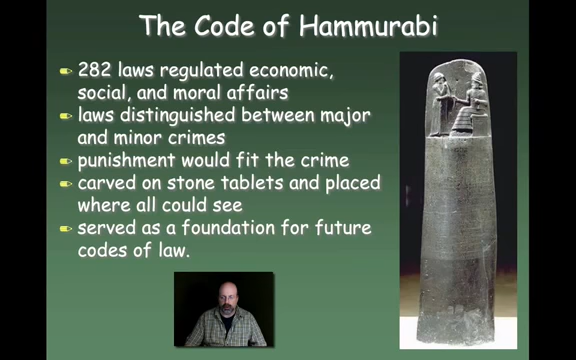 The Code of Hammurabi
282 laws regulated economic,
social, and moral affairs
laws distinguished between major
and minor crimes
punishment would fit the crime
carved on stone tablets and placed
where all could see
served as a foundation for future
codes of law.